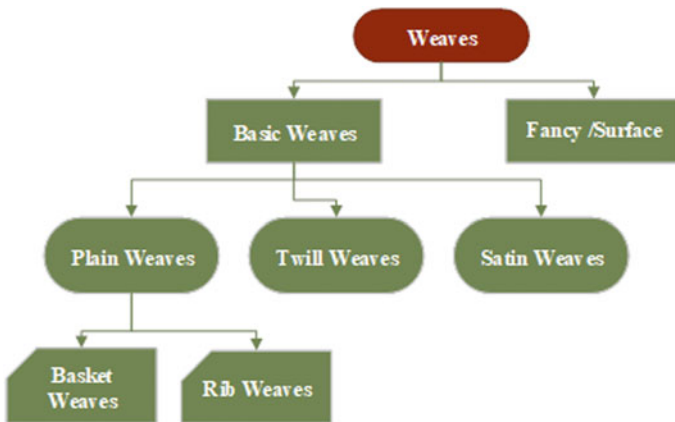 Weaves
Basic Weaves
Fancy /Surface
Plain Weaves
Twill Weaves
Satin Weaves
Basket
Weaves
Rib Weaves